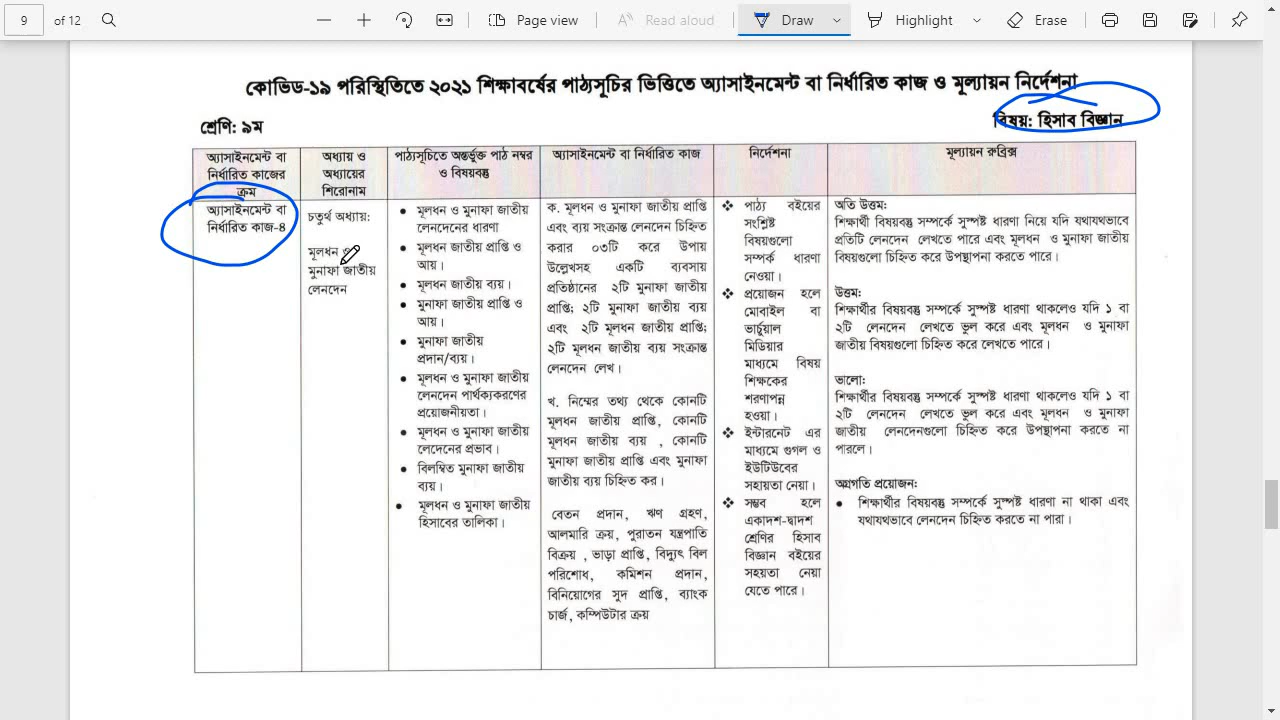 9 of 12 Page view Read aloud Draw Highlight Erase
কোভিড-১৯ পরিস্থিতিতে ২০২১ শিক্ষাবর্ষের পাঠ্যসূচির ভিত্তিতে অ্যাসাইনমেন্ট বা নির্ধারিত কাজ ও মূল্যায়ন নির্দেশনা
শ্রেণি: ৯ম
বিষয়: হিসাব বিজ্ঞান
অ্যাসাইনমেন্ট বা
নির্ধারিত কাজের
ক্রম
অধ্যায় ও
অধ্যায়ের
শিরোনাম
পাঠ্যসূচিতে অন্তর্ভুক্ত পাঠ নম্বর
ও বিষয়বস্তু
অ্যাসাইনমেন্ট বা নির্ধারিত কাজ
নির্দেশনা
মূল্যায়ন রুব্রিক্স
অ্যাসাইনমেন্ট বা
নির্ধারিত কাজ-৪
চতুর্থ অধ্যায়:
মূলধন ও
মুনাফা জাতীয়
লেনদেন
• মূলধন ও মুনাফা জাতীয়
লেনদেনের ধারণা
• মূলধন জাতীয় প্রাপ্তি ও
আয়।
• মূলধন জাতীয় ব্যয়।
• মুনাফা জাতীয় প্রাপ্তি ও
আয়।
• মুনাফা জাতীয়
প্রদান/ব্যয়।
• মূলধন ও মুনাফা জাতীয়
লেনদেন পার্থক্যকরণের
প্রয়োজনীয়তা।
• মূলধন ও মুনাফা জাতীয়
লেদেনের প্রভাব।
• বিলম্বিত মুনাফা জাতীয়
ব্যয়।
• মূলধন ও মুনাফা জাতীয়
হিসাবের তালিকা।
ক. মূলধন ও মুনাফা জাতীয় প্রাপ্তি
এবং ব্যয় সংক্রান্ত লেনদেন চিহ্নিত
করার ০৩টি করে উপায়
উল্লেখসহ একটি ব্যবসায়
প্রতিষ্ঠানের ২টি মুনাফা জাতীয়
প্রাপ্তি; ২টি মুনাফা জাতীয় ব্যয়
এবং ২টি মূলধন জাতীয় প্রাপ্তি;
২টি মূলধন জাতীয় ব্যয় সংক্রান্ত
লেনদেন লেখ।
খ. নিম্মের তথ্য থেকে কোনটি
মূলধন জাতীয় প্রাপ্তি, কোনটি
মূলধন জাতীয় ব্যয় , কোনটি
মুনাফা জাতীয় প্রাপ্তি এবং মুনাফা
জাতীয় ব্যয় চিহ্নিত কর।
বেতন প্রদান, ঋণ গ্রহণ,
আলমারি ক্রয়, পুরাতন যন্ত্রপাতি
বিক্রয় , ভাড়া প্রাপ্তি, বিদ্যুৎ বিল
পরিশোধ, কমিশন প্রদান,
বিনিয়োগের সুদ প্রাপ্তি, ব্যাংক
চার্জ, কম্পিউটার ক্রয়
❖ পাঠ্য বইয়ের
সংশ্লিষ্ট
বিষয়গুলো
সম্পর্ক ধারণা
নেওয়া।
❖ প্রয়োজন হলে
মোবাইল বা
ভার্চুয়াল
মিডিয়ার
মাধ্যমে বিষয়
শিক্ষকের
শরণাপন্ন
হওয়া।
❖ ইন্টারনেট এর
মাধ্যমে গুগল ও
ইউটিউবের
সহায়তা নেয়া।
❖ সম্ভব হলে
একাদশ-দ্বাদশ
শ্রেণির হিসাব
বিজ্ঞান বইয়ের
সহয়তা নেয়া
যেতে পারে।
অতি উত্তম:
শিক্ষার্থী বিষয়বস্তু সম্পর্কে সুস্পষ্ট ধারণা নিয়ে যদি যথাযথভাবে
প্রতিটি লেনদেন লেখতে পারে এবং মূলধন ও মুনাফা জাতীয়
বিষয়গুলো চিহ্নিত করে উপস্থাপনা করতে পারে।
উত্তম:
শিক্ষার্থীর বিষয়বস্তু সম্পর্কে সুস্পষ্ট ধারণা থাকলেও যদি ১ বা
২টি লেনদেন লেখতে ভুল করে এবং মূলধন ও মুনাফা
জাতীয় বিষয়গুলো চিহ্নিত করে লেখতে পারে।
ভালো:
শিক্ষার্থীর বিষয়বস্তু সম্পর্কে সুস্পষ্ট ধারণা থাকলেও যদি ১ বা
২টি লেনদেন লেখতে ভুল করে এবং মূলধন ও মুনাফা
জাতীয় লেনদেনগুলো চিহ্নিত করে উপস্থাপনা করতে না
পারলে।
অগ্রগতি প্রয়োজন:
• শিক্ষার্থীর বিষয়বস্তু সম্পর্কে সুস্পষ্ট ধারণা না থাকা এবং
যথাযথভাবে লেনদেন চিহ্নিত করতে না পারা।